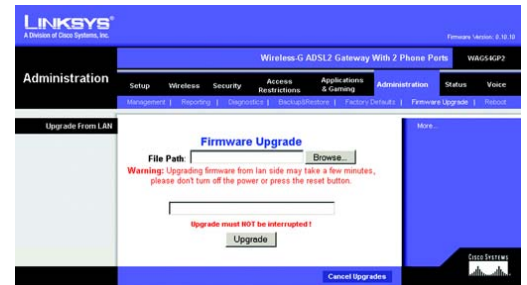 LINKSYS®
A Division of Cisco Systems, Inc.
Firmware Version: 0.10.10
Wireless-G ADSL2 Gateway With 2 Phone Ports WAG54GP2
Administration
Setup Wireless Security Access Restrictions Applications & Gaming Administration Status Voice
Management | Reporting | Diagnostics | Backup&Restore | Factory Defaults | Firmware Upgrade | Reboot
Upgrade From LAN
More...
Firmware Upgrade
File Path: Browse...
Warning: Upgrading firmware from lan side may take a few minutes,
please don't turn off the power or press the reset button.
Upgrade must NOT be interrupted !
Upgrade
Cancel Upgrades
CISCO SYSTEMS